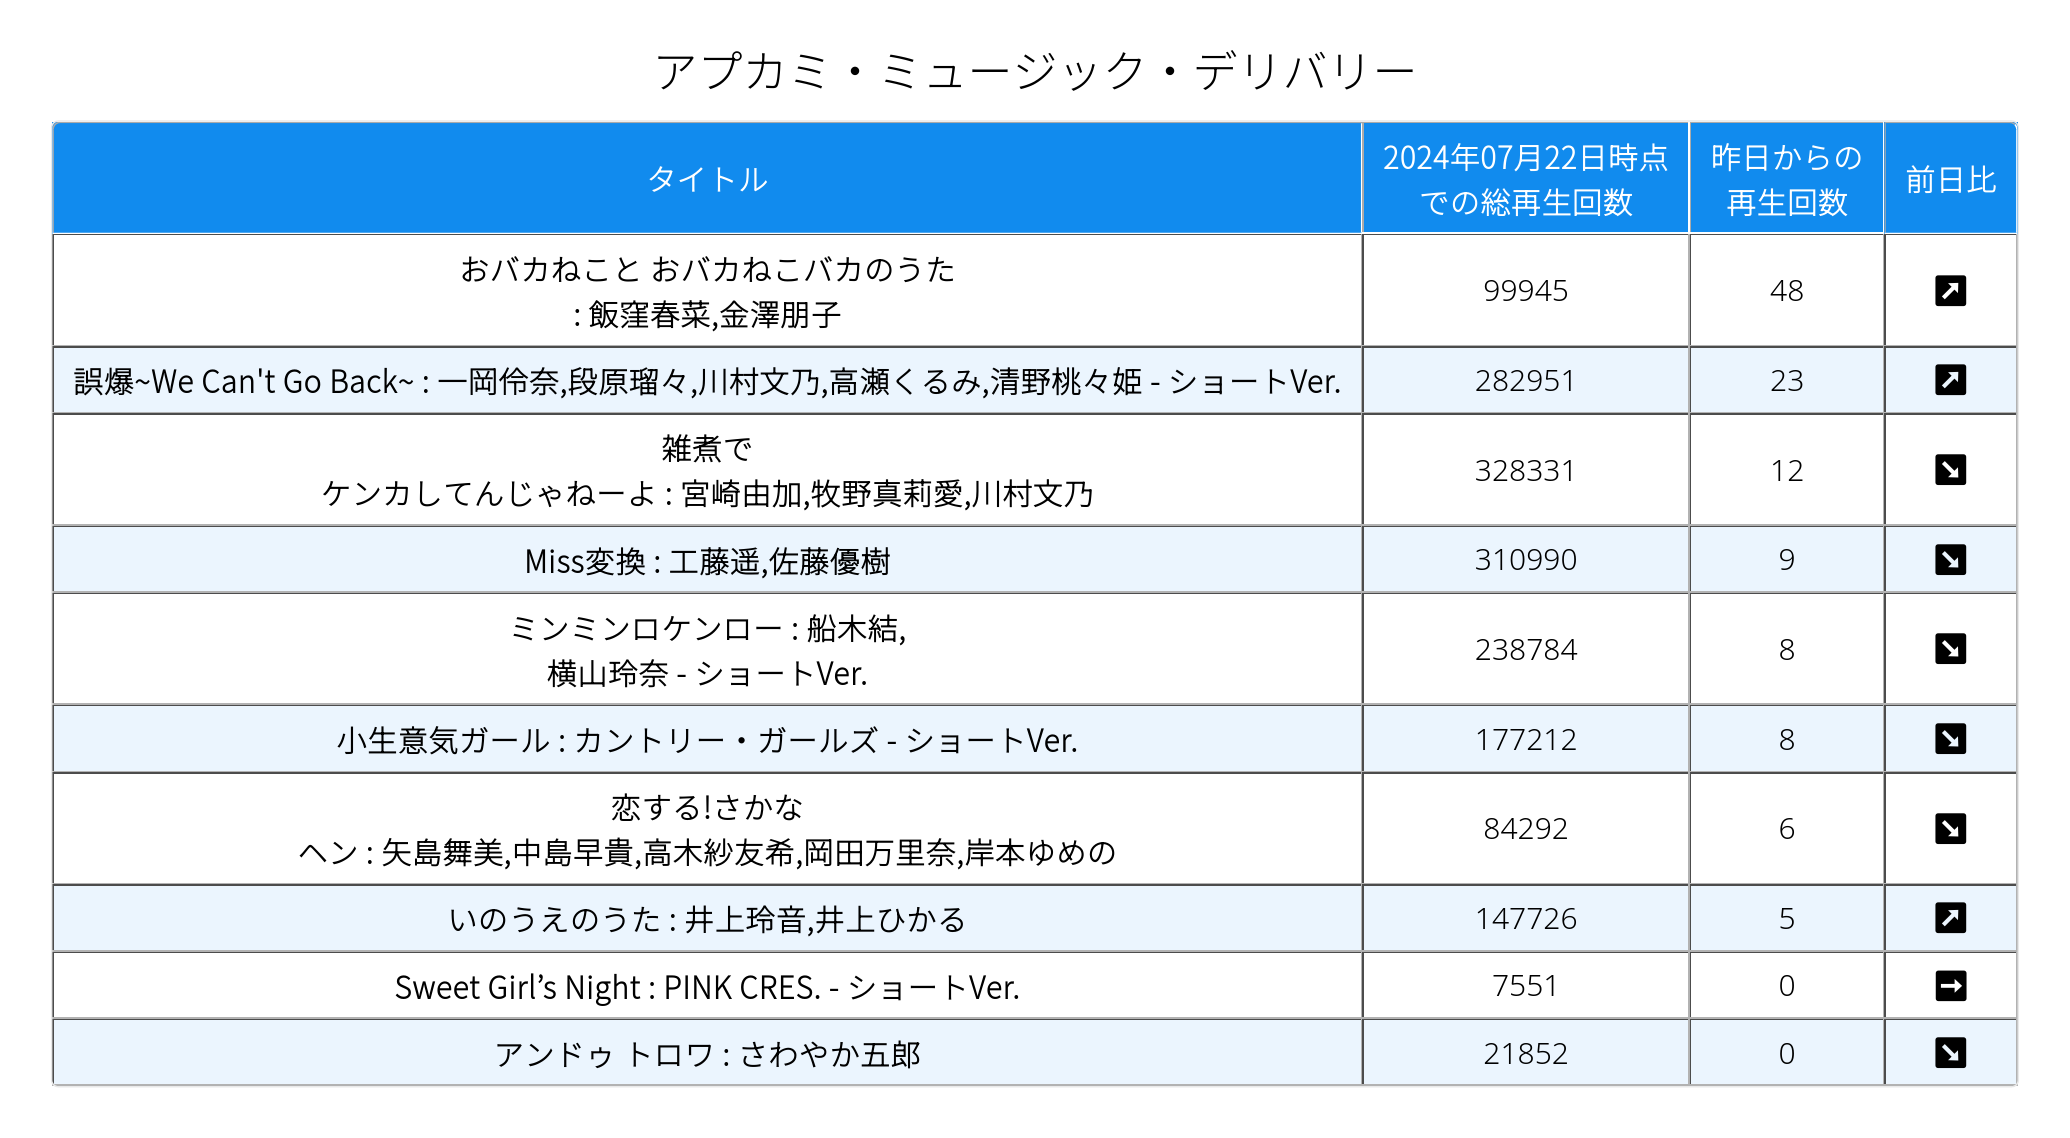 アプカミ・ミュージック・デリバリー
タイトル
2024年07月22日時点
での総再生回数
昨日からの
再生回数
前日比
おバカねこと おバカねこバカのうた
: 飯窪春菜,金澤朋子
99945
48
誤爆~We Can't Go Back~ : 一岡伶奈,段原瑠々,川村文乃,高瀬くるみ,清野桃々姫 - ショートVer.
282951
23
雑煮で
ケンカしてんじゃねーよ : 宮崎由加,牧野真莉愛,川村文乃
328331
12
Miss変換 : 工藤遥,佐藤優樹
310990
9
ミンミンロケンロー : 船木結,
横山玲奈 - ショートVer.
238784
8
小生意気ガール : カントリー・ガールズ - ショートVer.
177212
8
恋する!さかな
ヘン : 矢島舞美,中島早貴,高木紗友希,岡田万里奈,岸本ゆめの
84292
6
いのうえのうた : 井上玲音,井上ひかる
147726
5
Sweet Girl’s Night : PINK CRES. - ショートVer.
7551
0
アンドゥ トロワ : さわやか五郎
21852
0